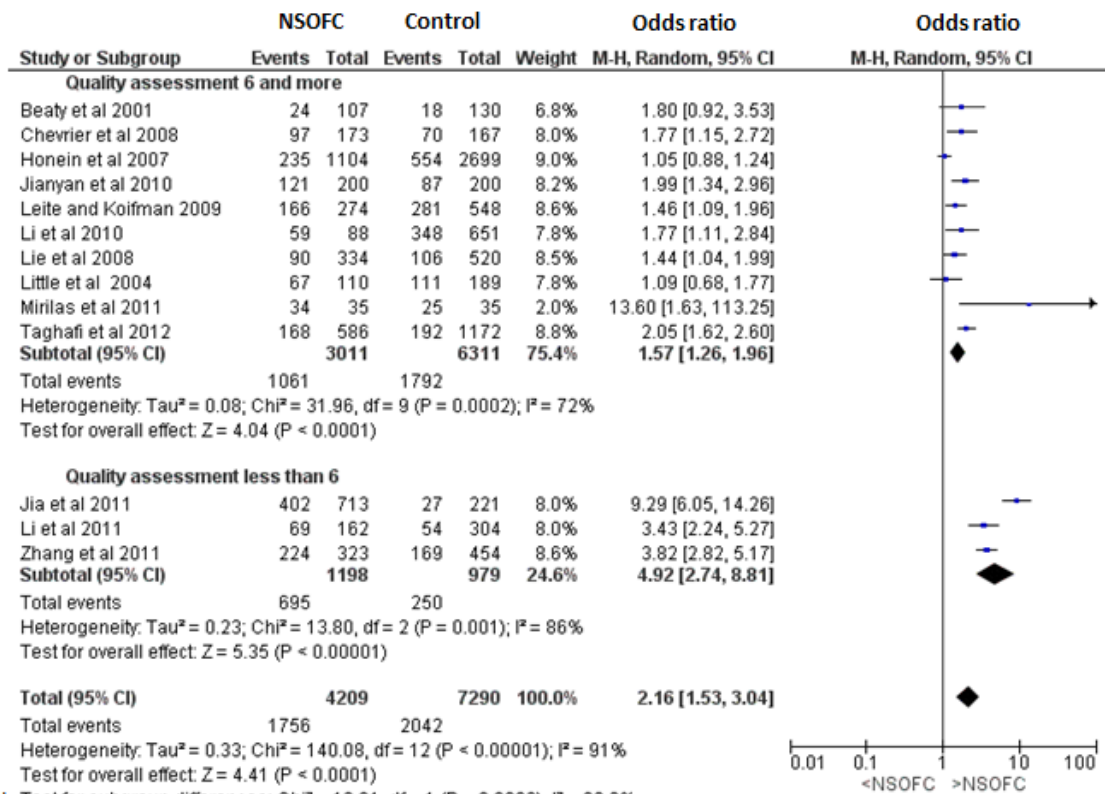 NSOFC Control Odds ratio Odds ratio
Study or Subgroup Events Total Events Total Weight M-H, Random, 95% CI M-H, Random, 95% CI
Quality assessment 6 and more
Beaty et al 2001 24 107 18 130 6.8% 1.80 [0.92, 3.53]
Chevrier et al 2008 97 173 70 167 8.0% 1.77 [1.15, 2.72]
Honein et al 2007 235 1104 554 2699 9.0% 1.05 [0.88, 1.24]
Jianyan et al 2010 121 200 87 200 8.2% 1.99 [1.34, 2.96]
Leite and Koifman 2009 166 274 281 548 8.6% 1.46 [1.09, 1.96]
Li et al 2010 59 88 348 651 7.8% 1.77 [1.11, 2.84]
Lie et al 2008 90 334 106 520 8.5% 1.44 [1.04, 1.99]
Little et al 2004 67 110 111 189 7.8% 1.09 [0.68, 1.77]
Mirilas et al 2011 34 35 25 35 2.0% 13.60 [1.63, 113.25]
Taghafi et al 2012 168 586 192 1172 8.8% 2.05 [1.62, 2.60]
Subtotal (95% CI) 3011 6311 75.4% 1.57 [1.26, 1.96]
Total events 1061 1792
Heterogeneity: Tau² = 0.08; Chi² = 31.96, df = 9 (P = 0.0002); I² = 72%
Test for overall effect: Z = 4.04 (P < 0.0001)
Quality assessment less than 6
Jia et al 2011 402 713 27 221 8.0% 9.29 [6.05, 14.26]
Li et al 2011 69 162 54 304 8.0% 3.43 [2.24, 5.27]
Zhang et al 2011 224 323 169 454 8.6% 3.82 [2.82, 5.17]
Subtotal (95% CI) 1198 979 24.6% 4.92 [2.74, 8.81]
Total events 695 250
Heterogeneity: Tau² = 0.23; Chi² = 13.80, df = 2 (P = 0.001); I² = 86%
Test for overall effect: Z = 5.35 (P < 0.00001)
Total (95% CI) 4209 7290 100.0% 2.16 [1.53, 3.04]
Total events 1756 2042
Heterogeneity: Tau² = 0.33; Chi² = 140.08, df = 12 (P < 0.00001); I² = 91%
Test for overall effect: Z = 4.41 (P < 0.0001)
0.01 0.1 1 10 100
<NSOFC >NSOFC